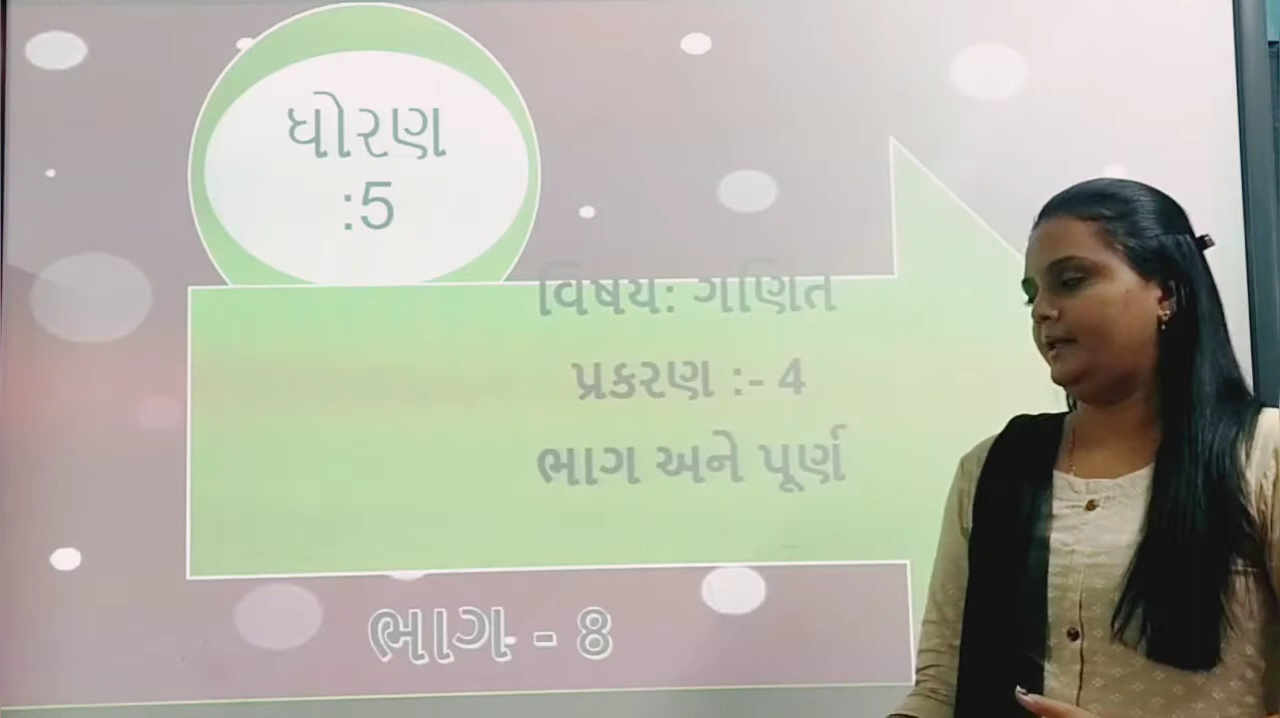 ધોરણ
:5
વિષય: ગણિત
પ્રકરણ :- 4
ભાગ અને પૂર્ણ
ભાગ - 8